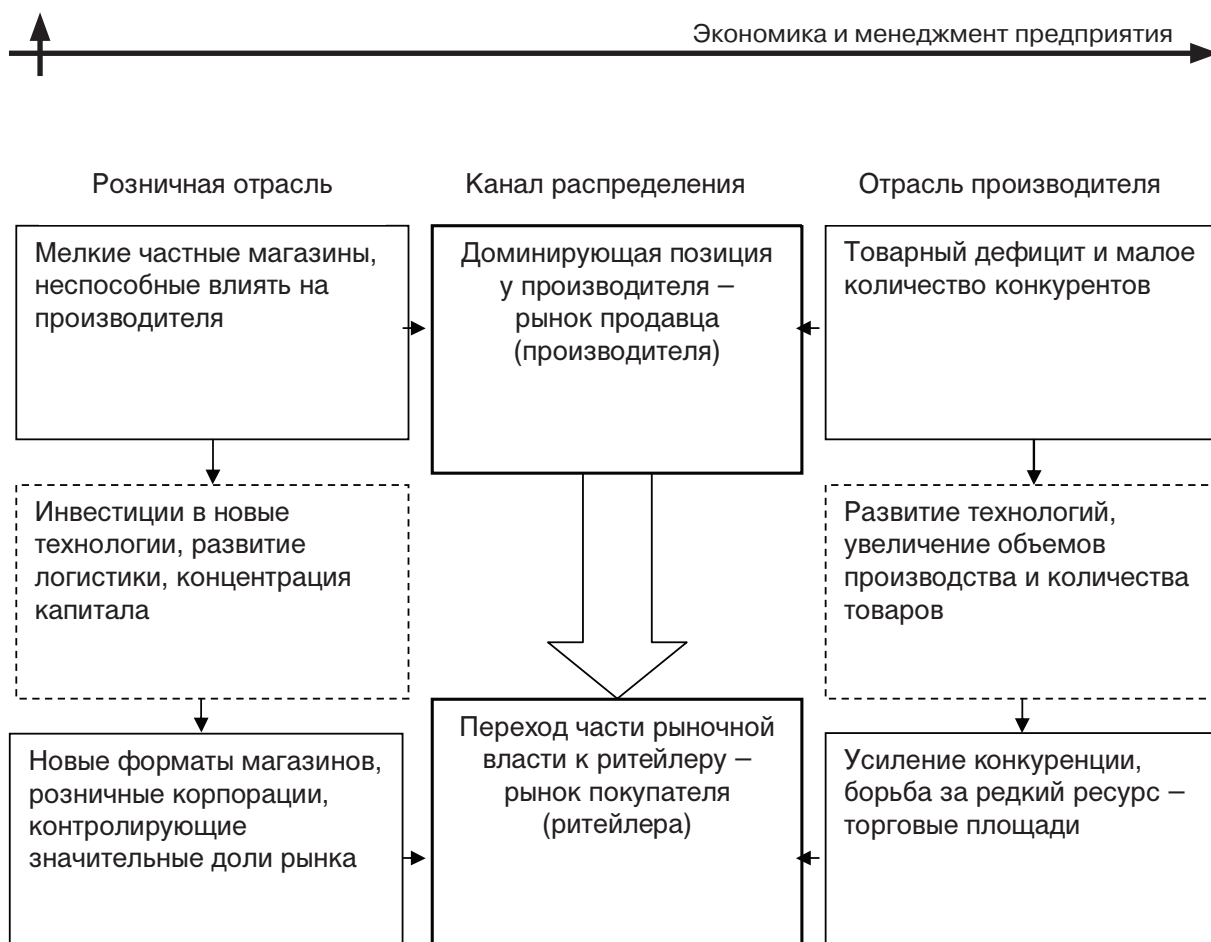 Экономика и менеджмент предприятия
Розничная отрасль
Канал распределения
Отрасль производителя
Мелкие частные магазины,
неспособные влиять на
производителя
Доминирующая позиция
у производителя –
рынок продавца
(производителя)
Товарный дефицит и малое
количество конкурентов
Инвестиции в новые
технологии, развитие
логистики, концентрация
капитала
Развитие технологий,
увеличение объемов
производства и количества
товаров
Новые форматы магазинов,
розничные корпорации,
контролирующие
значительные доли рынка
Переход части рыночной
власти к ритейлеру –
рынок покупателя
(ритейлера)
Усиление конкуренции,
борьба за редкий ресурс –
торговые площади